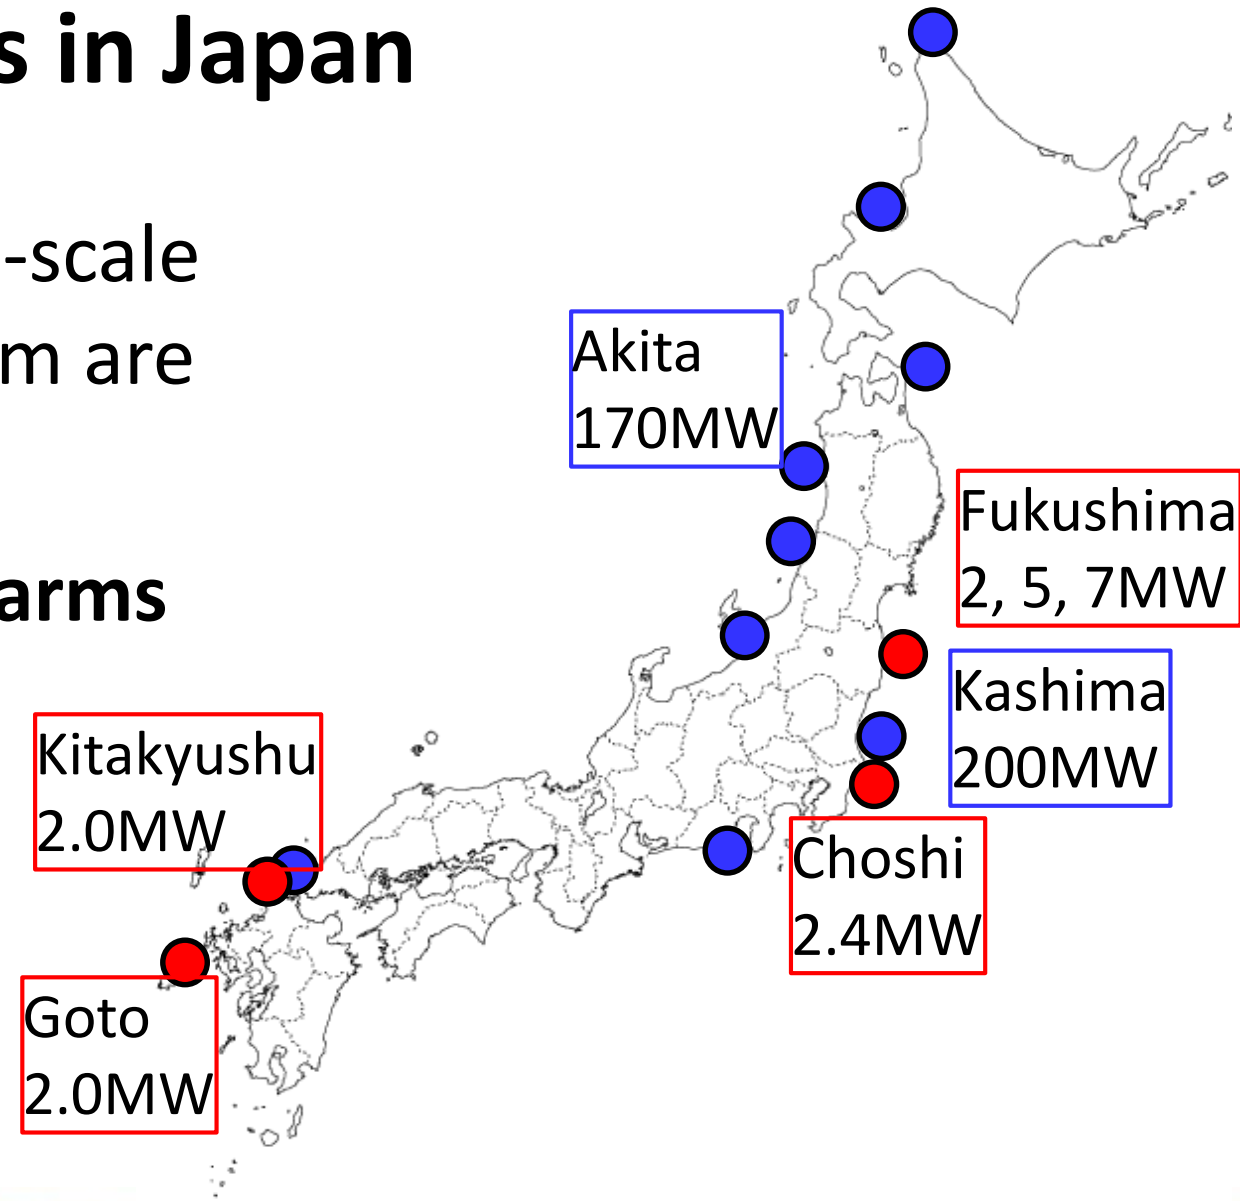 s in Japan
-scale
m are
Akita
170MW
Fukushima
2, 5, 7MW
arms
Kashima
200MW
Kitakyushu
2.0MW
Choshi
2.4MW
Goto
2.0MW